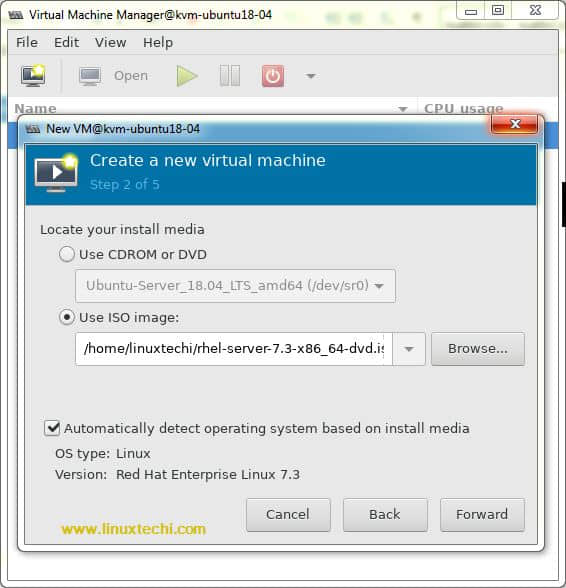 Virtual Machine Manager@kvm-ubuntu18-04
File Edit View Help
Open
Name CPU usage
New VM@kvm-ubuntu18-04
Create a new virtual machine
Step 2 of 5
Locate your install media
Use CDROM or DVD
Ubuntu-Server_18.04_LTS_amd64 (/dev/sr0)
Use ISO image:
/home/linuxtechi/rhel-server-7.3-x86_64-dvd.is
Browse...
Automatically detect operating system based on install media
OS type: Linux
Version: Red Hat Enterprise Linux 7.3
Cancel Back Forward
www.linuxtechi.com